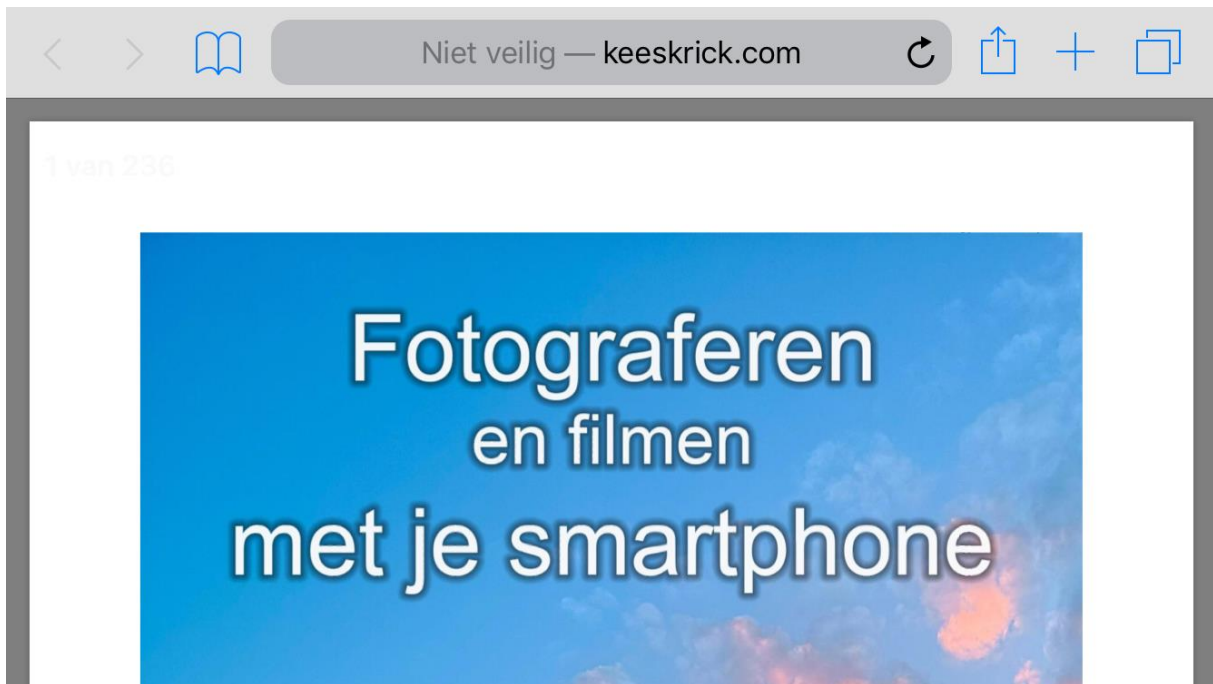 Niet veilig — keeskrick.com
1 van 236
Fotograferen
en filmen
met je smartphone